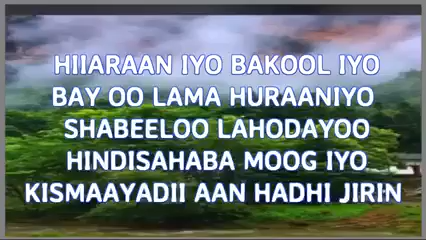 HIIARAAN IYO BAKOOL IYO
BAY OO LAMA HURAANIYO
SHABEELOO LAHODAYOO
HINDISAHABA MOOG IYO
KISMAAYADII AAN HADHI JIRIN